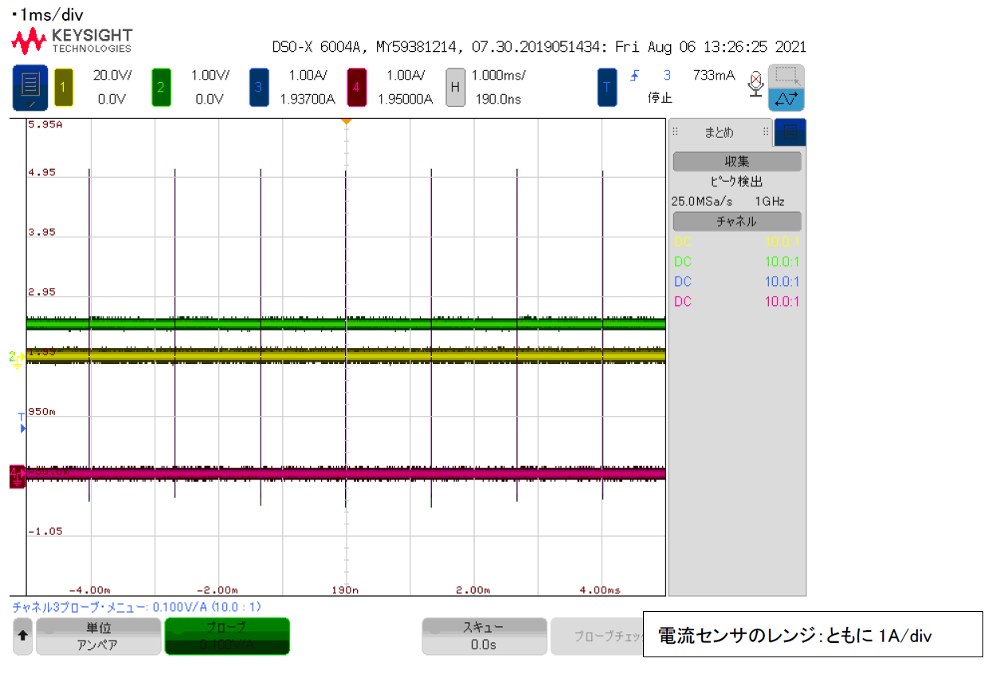 ・1ms/div
KEYSIGHT
TECHNOLOGIES
DSO-X 6004A, MY59381214, 07.30.2019051434: Fri Aug 06 13:26:25 2021
1 20.0V/ 2 1.00V/ 3 1.00A/ 4 1.00A/ H 1.000ms/ T 3 733mA
0.0V 0.0V 1.93700A 1.95000A 190.0ns 停止
5.95A
4.95
3.95
2.95
1.95
950m
-50.0m
-1.05
-4.00m -2.00m 190n 2.00m 4.00ms
2
T
4
まとめ
収集
ピーク検出
25.0MSa/s 1GHz
チャネル
DC 10.0:1
DC 10.0:1
DC 10.0:1
DC 10.0:1
チャネル3プローブ・メニュー: 0.100V/A (10.0 : 1)
単位
アンペア
プローブ
0.100V/A
スキュー
0.0s
プローブチェッ
電流センサのレンジ：ともに 1A/div